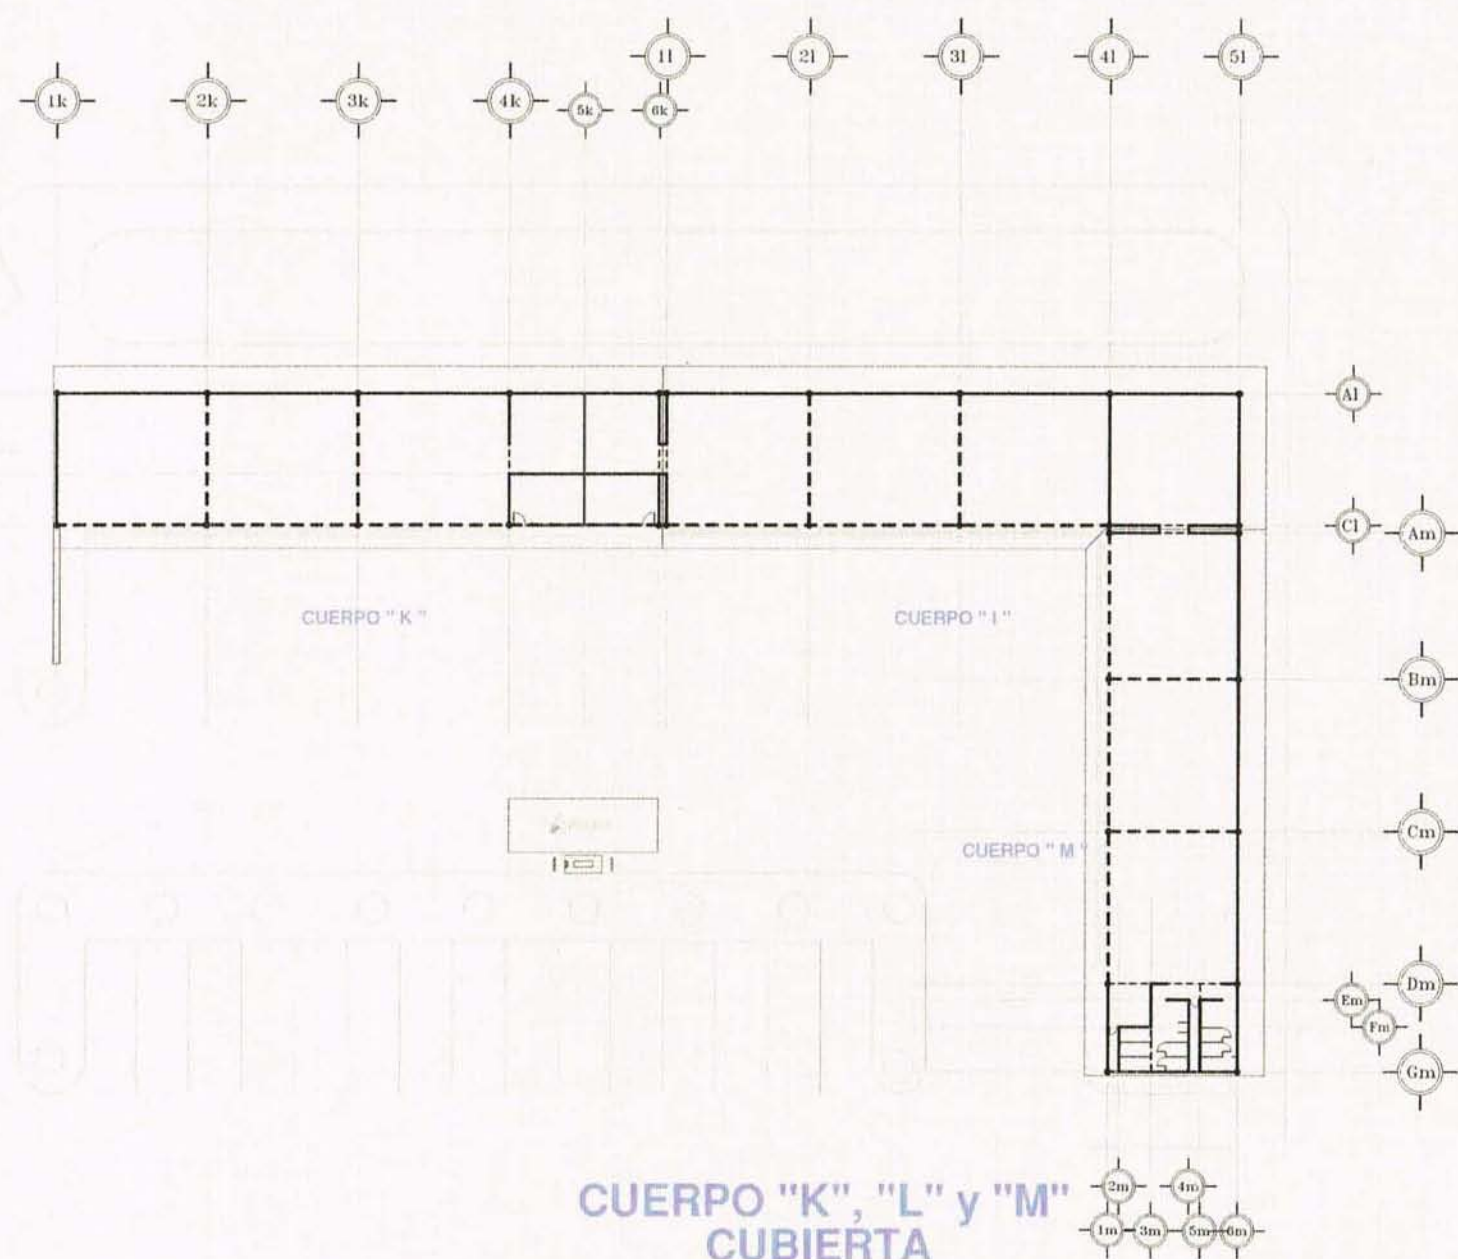 1l 2l 3l 4l 5l
1k 2k 3k 4k 5k 6k
Al
Cl Am
CUERPO " K " CUERPO " I "
Bm
CUERPO " M "
Cm
Dm
Em
Fm
Gm
2m 4m
1m 3m 5m 6m
CUERPO "K", "L" y "M"
CUBIERTA